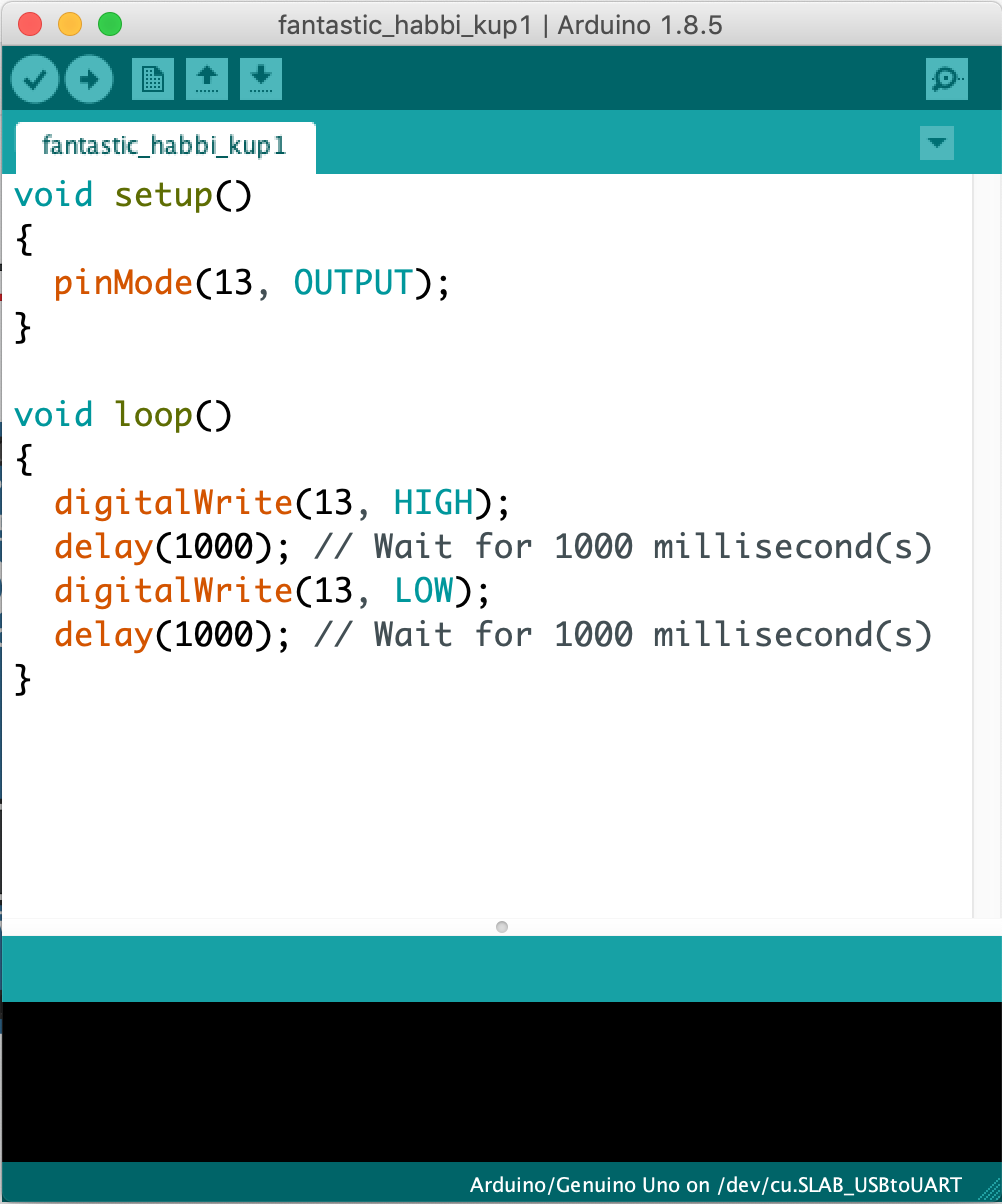 fantastic_habbi_kup1 | Arduino 1.8.5
fantastic_habbi_kup1
void setup()
{
  pinMode(13, OUTPUT);
}

void loop()
{
  digitalWrite(13, HIGH);
  delay(1000); // Wait for 1000 millisecond(s)
  digitalWrite(13, LOW);
  delay(1000); // Wait for 1000 millisecond(s)
}
Arduino/Genuino Uno on /dev/cu.SLAB_USBtoUART